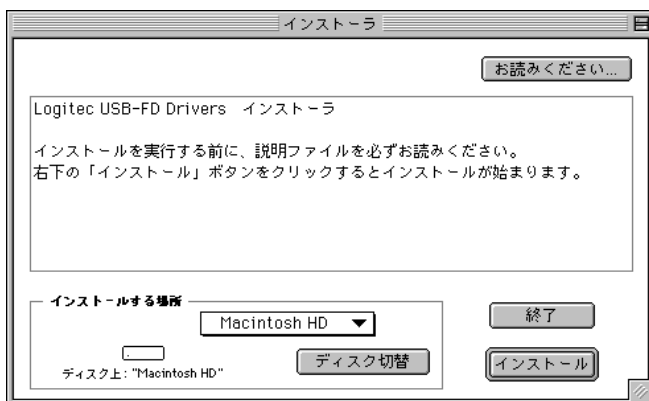 インストーラ
お読みください...
Logitec USB-FD Drivers　インストーラ
インストールを実行する前に、説明ファイルを必ずお読みください。
右下の「インストール」ボタンをクリックするとインストールが始まります。
インストールする場所
Macintosh HD
終了
ディスク切替
インストール
ディスク上："Macintosh HD"